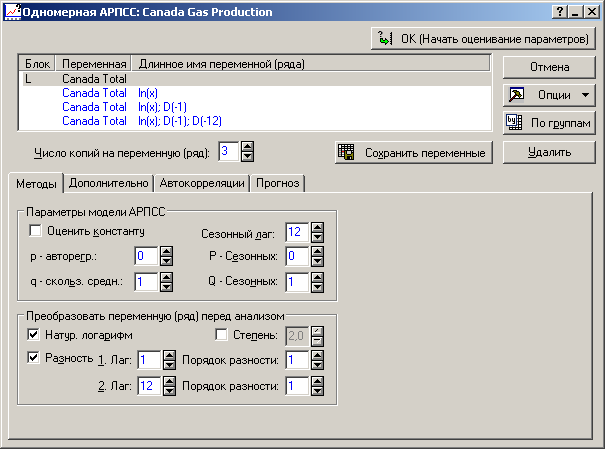 Одномерная АРПСС: Canada Gas Production
OK (Начать оценивание параметров)
Блок Переменная Длинное имя переменной (ряда)
L Canada Total
Canada Total ln(x)
Canada Total ln(x); D(-1)
Canada Total ln(x); D(-1); D(-12)
Отмена
Опции
По группам
Число копий на переменную (ряд): 3
Сохранить переменные
Удалить
Методы Дополнительно Автокорреляции Прогноз
Параметры модели АРПСС
Оценить константу
Сезонный лаг: 12
p - авторегр.: 0
P - Сезонных: 0
q - скольз. средн.: 1
Q - Сезонных: 1
Преобразовать переменную (ряд) перед анализом
Натур. логарифм
Степень: 2,0
Разность 1. Лаг: 1 Порядок разности: 1
2. Лаг: 12 Порядок разности: 1